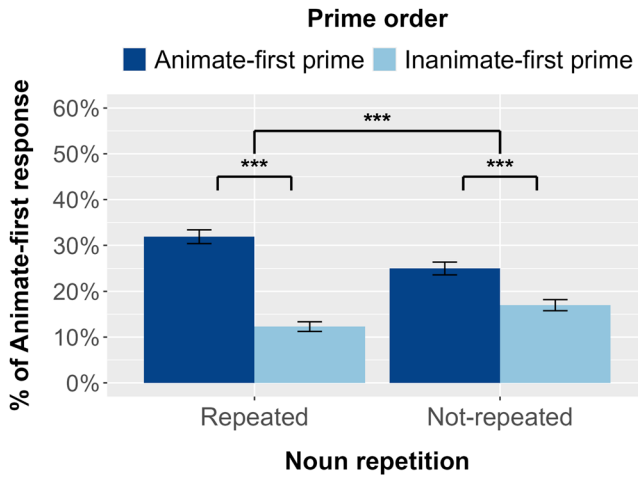 Prime order
Animate-first prime Inanimate-first prime
% of Animate-first response
60%
50%
40%
30%
20%
10%
0%
***
*** ***
Repeated Not-repeated
Noun repetition